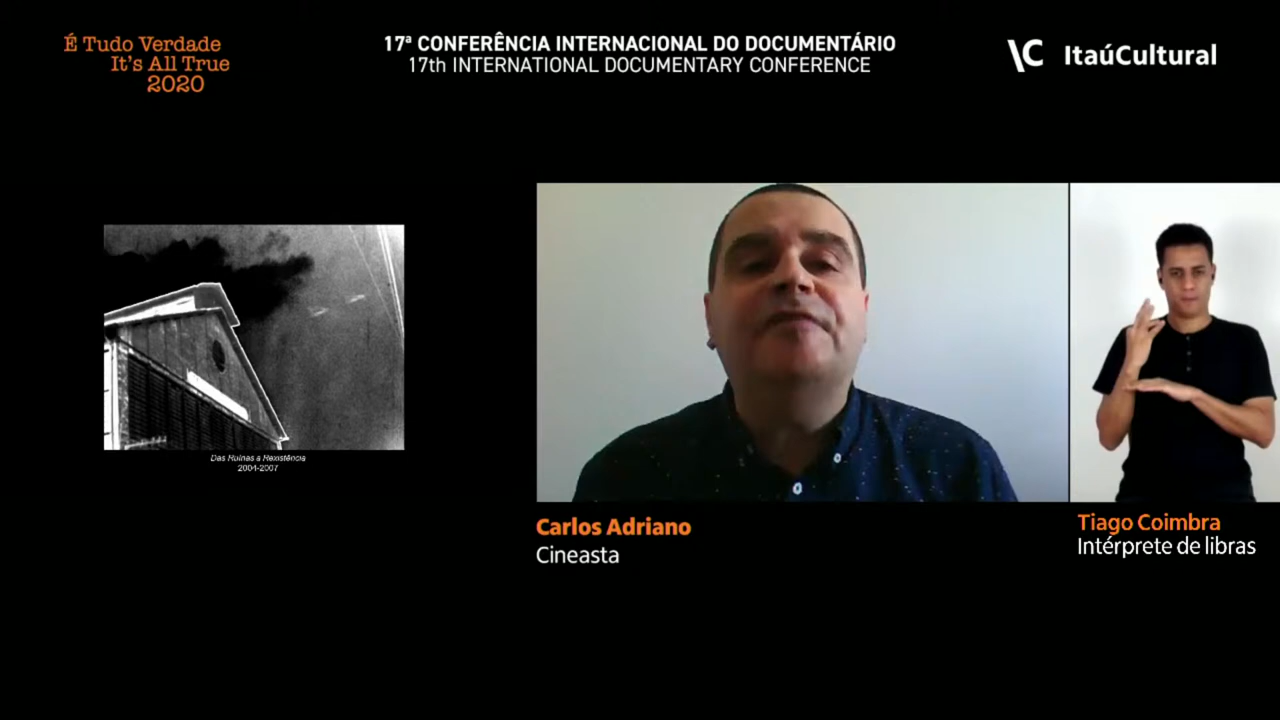 É Tudo Verdade
It's All True
2020
17ª CONFERÊNCIA INTERNACIONAL DO DOCUMENTÁRIO
17th INTERNATIONAL DOCUMENTARY CONFERENCE
\C ItaúCultural
Das Ruínas a Rexistência
2004-2007
Carlos Adriano
Cineasta
Tiago Coimbra
Intérprete de libras